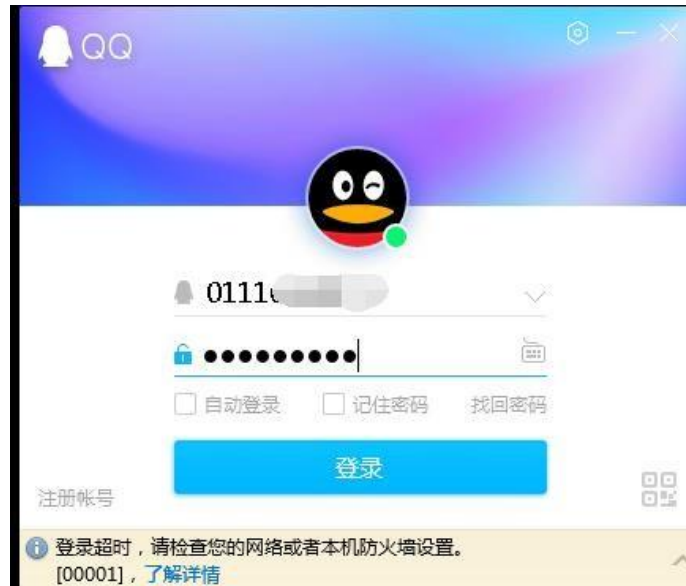 QQ
0111
●●●●●●●●●
自动登录 记住密码 找回密码
登录
注册帐号
登录超时，请检查您的网络或者本机防火墙设置。
[00001]，了解详情